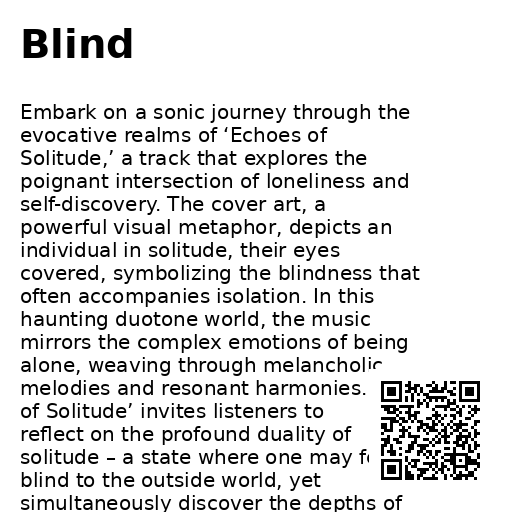 Blind
Embark on a sonic journey through the
evocative realms of ‘Echoes of
Solitude,’ a track that explores the
poignant intersection of loneliness and
self-discovery. The cover art, a
powerful visual metaphor, depicts an
individual in solitude, their eyes
covered, symbolizing the blindness that
often accompanies isolation. In this
haunting duotone world, the music
mirrors the complex emotions of being
alone, weaving through melancholic
melodies and resonant harmonies.
of Solitude’ invites listeners to
reflect on the profound duality of
solitude – a state where one may
blind to the outside world, yet
simultaneously discover the depths of